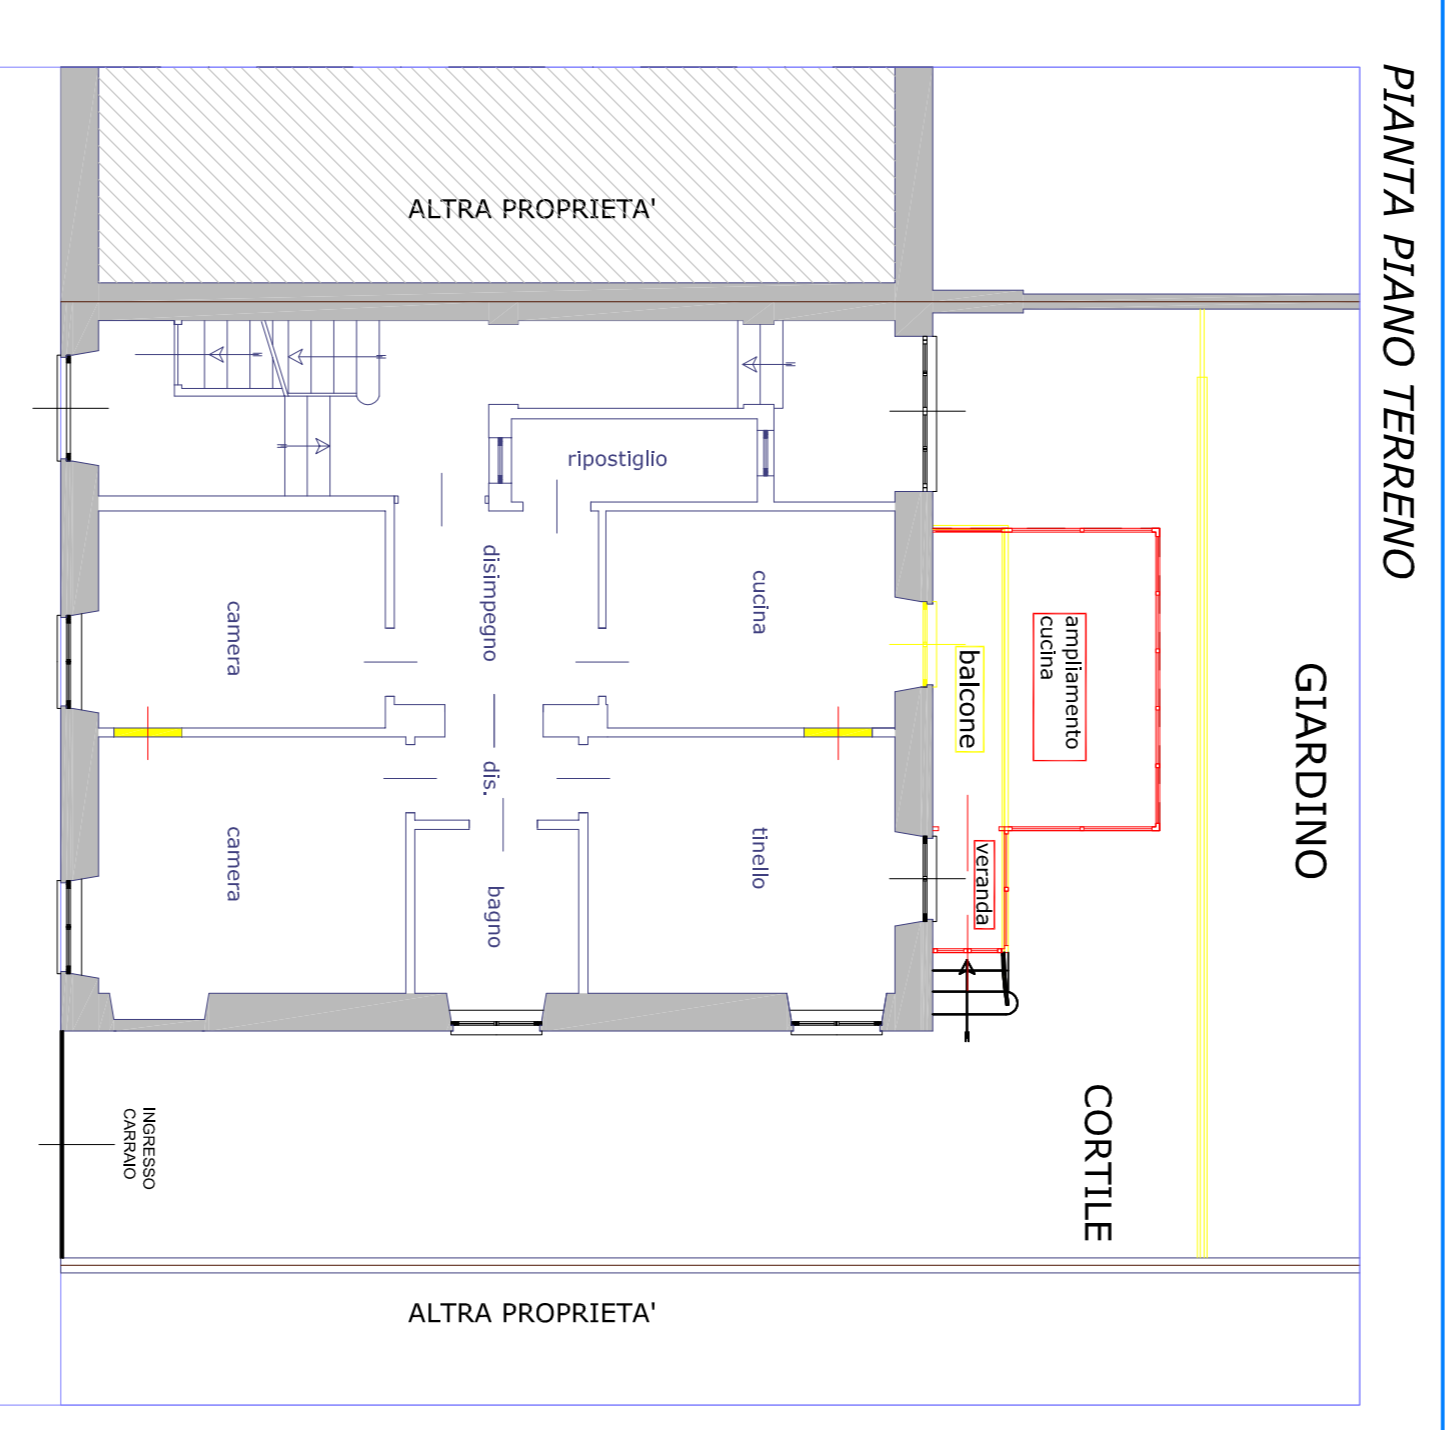 PIANTA PIANO TERRENO
ALTRA PROPRIETA'
ripostiglio
disimpegno
camera
cucina
balcone
ampliamento
cucina
GIARDINO
dis.
camera
bagno
tinello
veranda
INGRESSO
CARRAIO
CORTILE
ALTRA PROPRIETA'